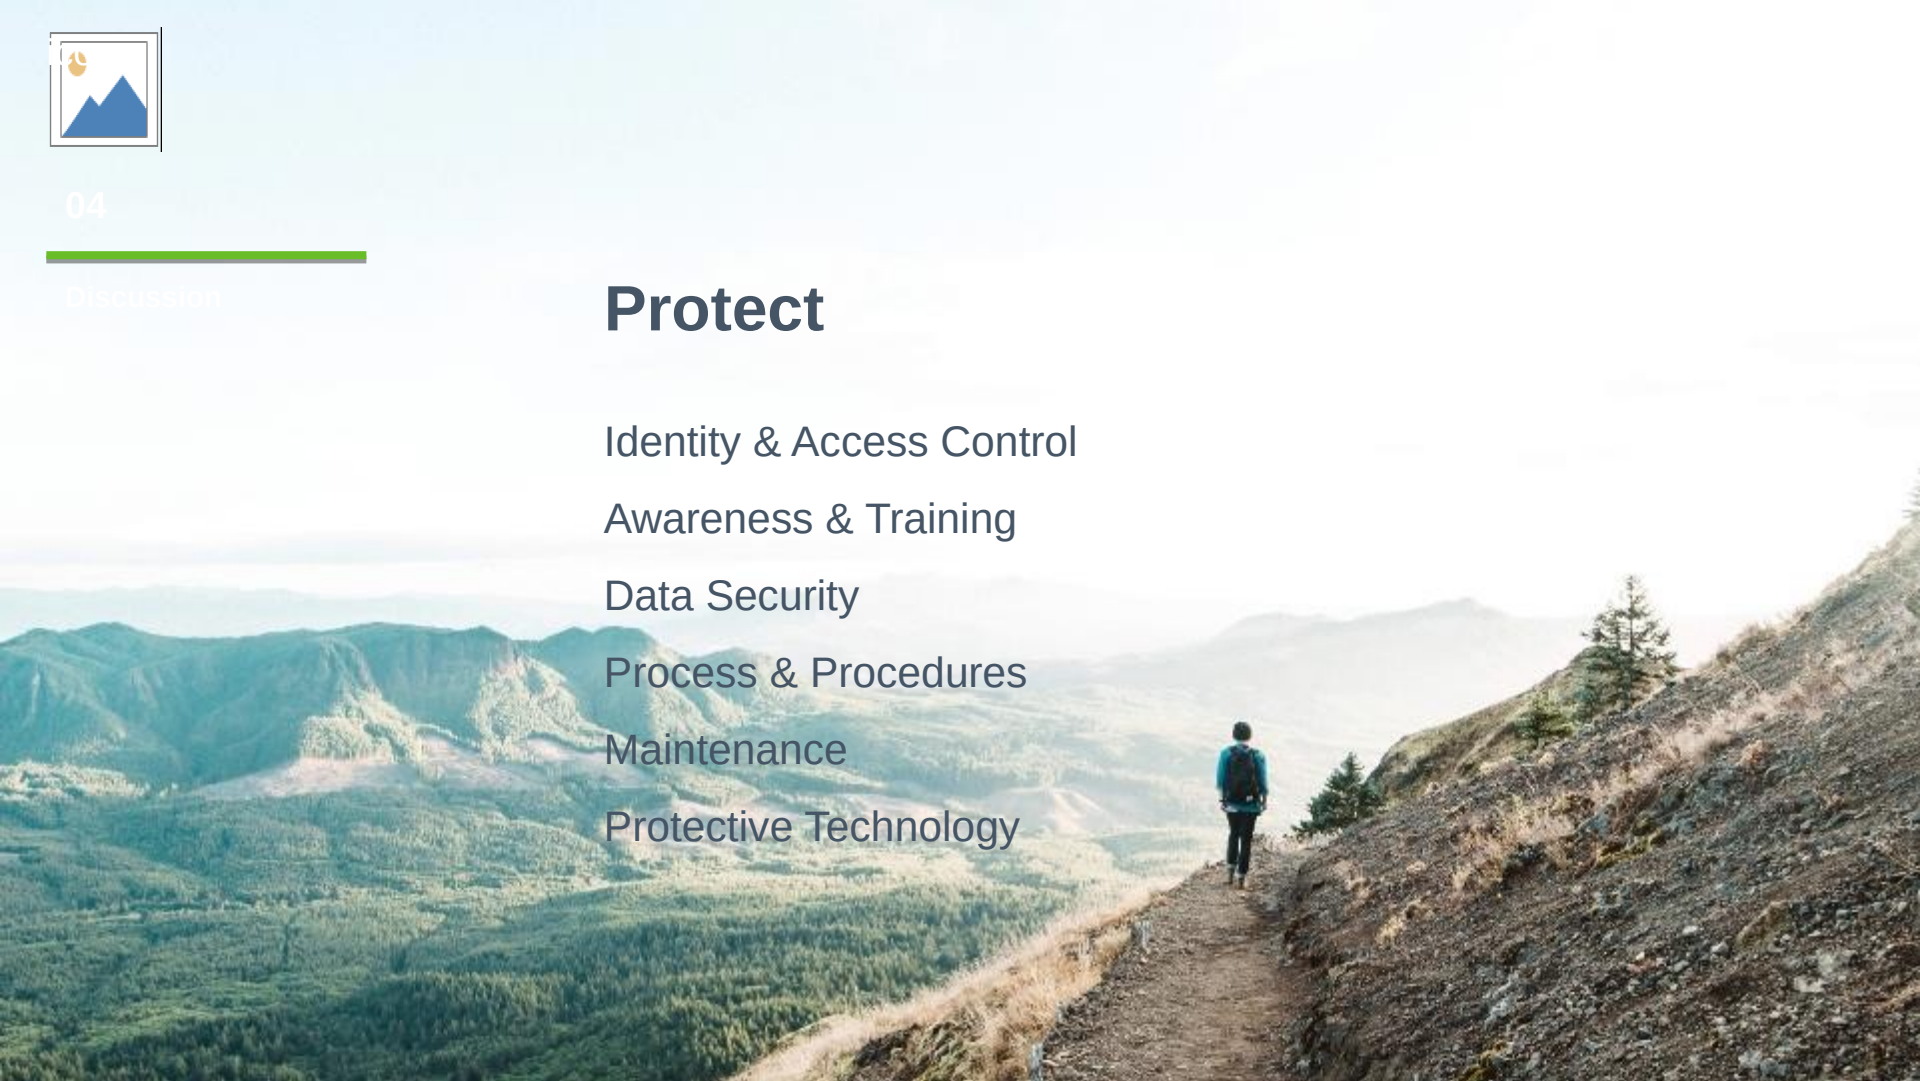 04
Discussion
Protect
Identity & Access Control
Awareness & Training
Data Security
Process & Procedures
Maintenance
Protective Technology